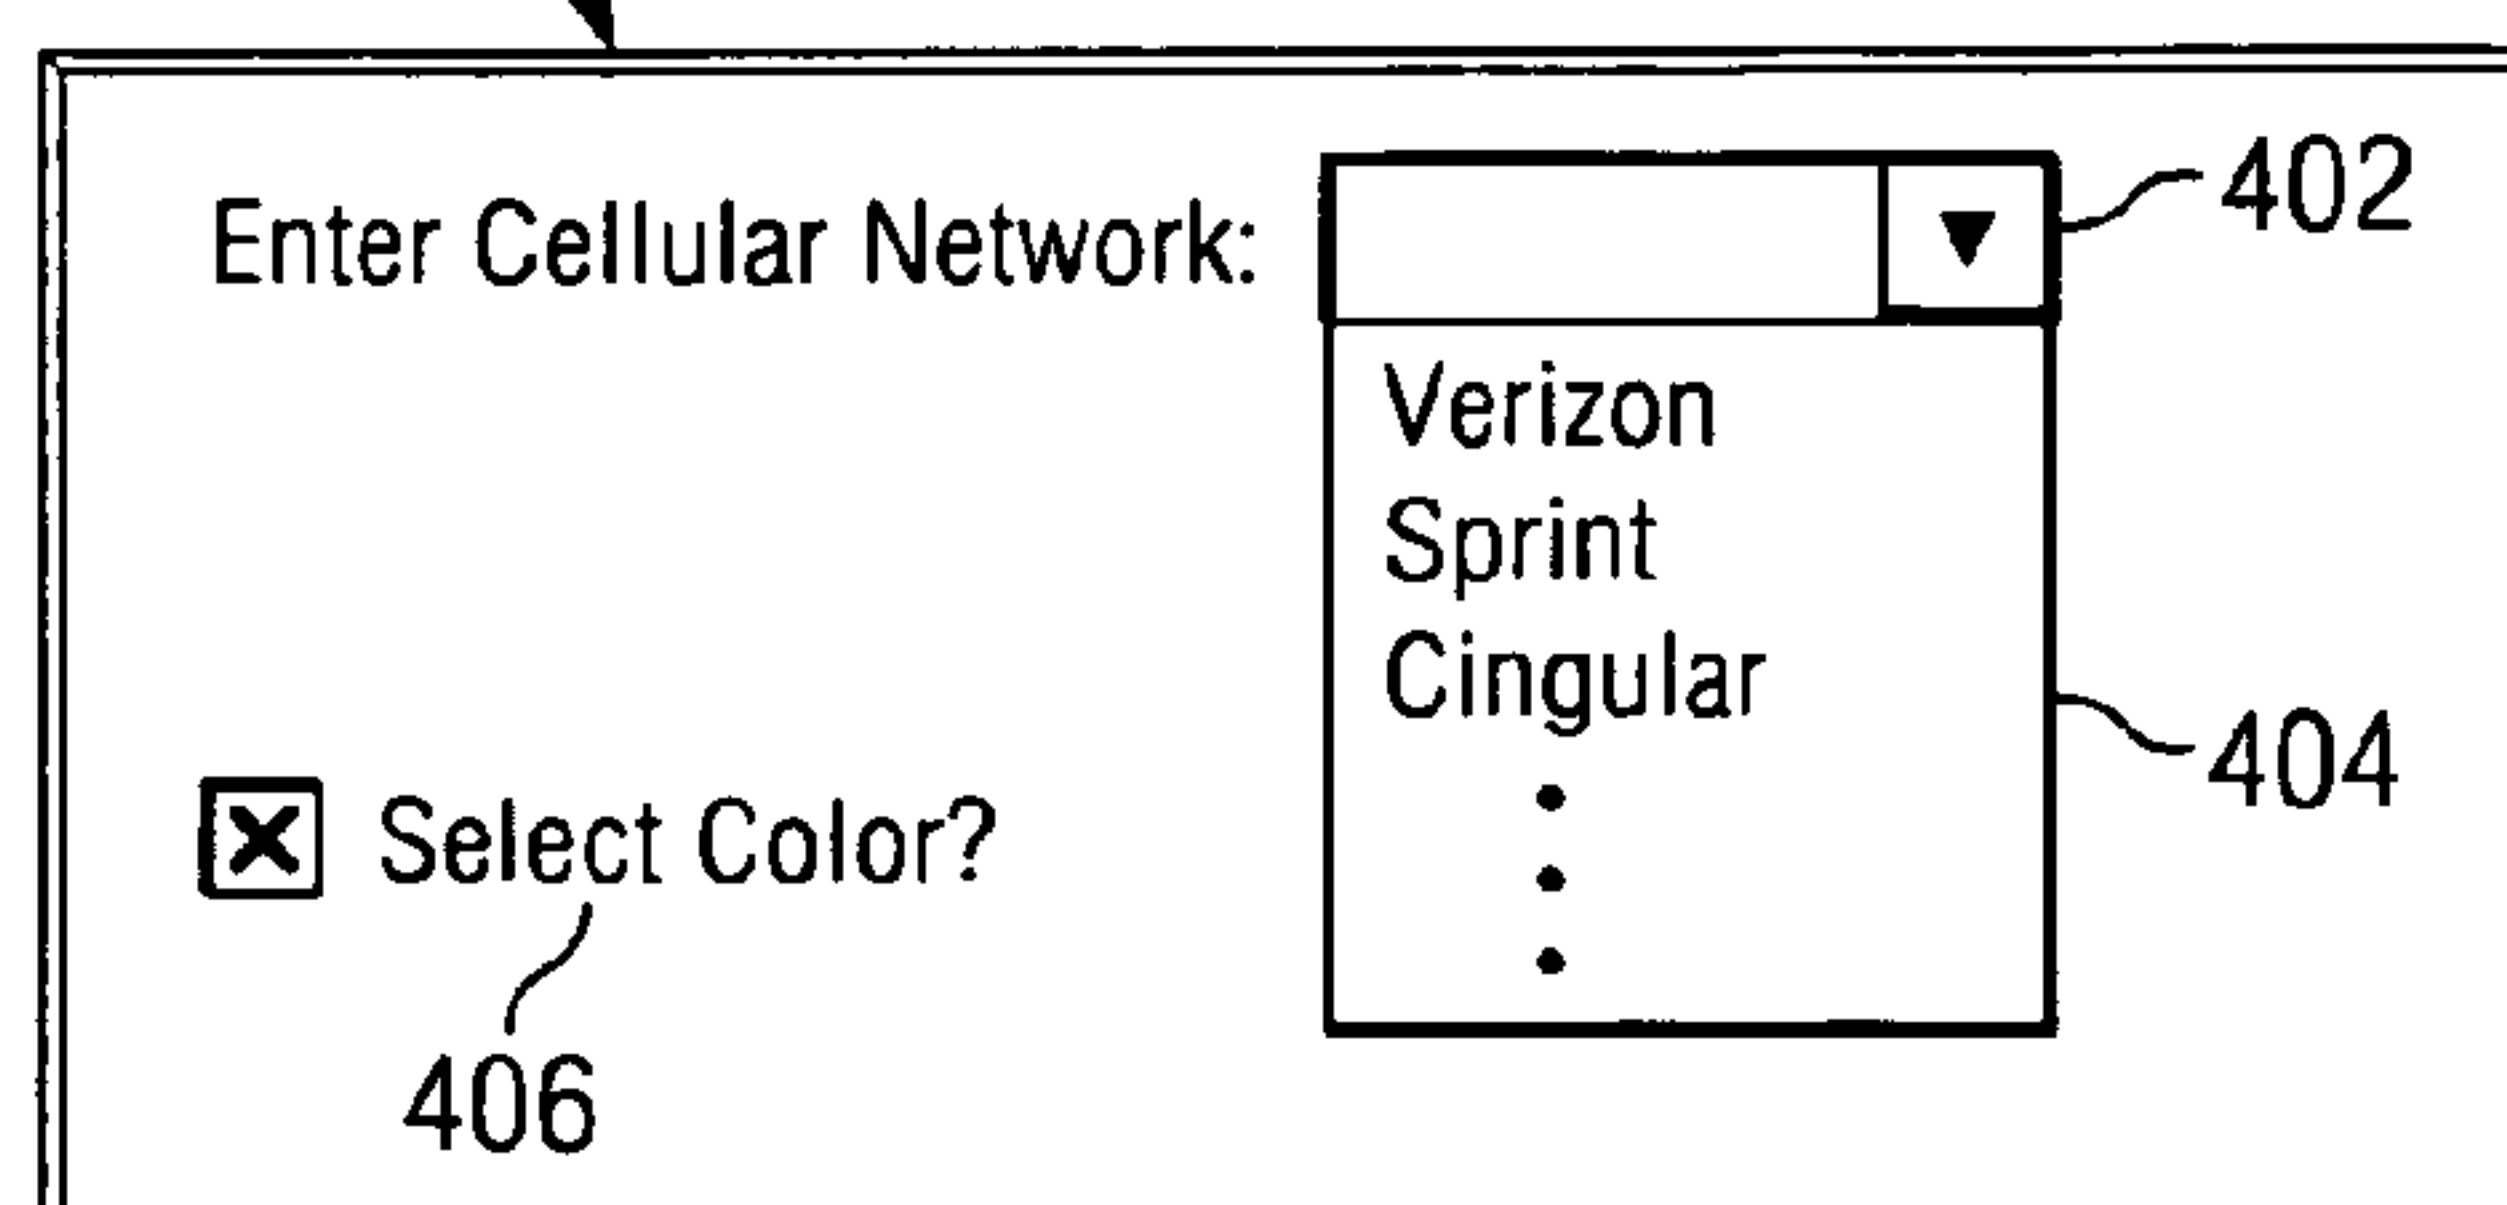 Enter Cellular Network:
402
Verizon
Sprint
Cingular
404
Select Color?
406